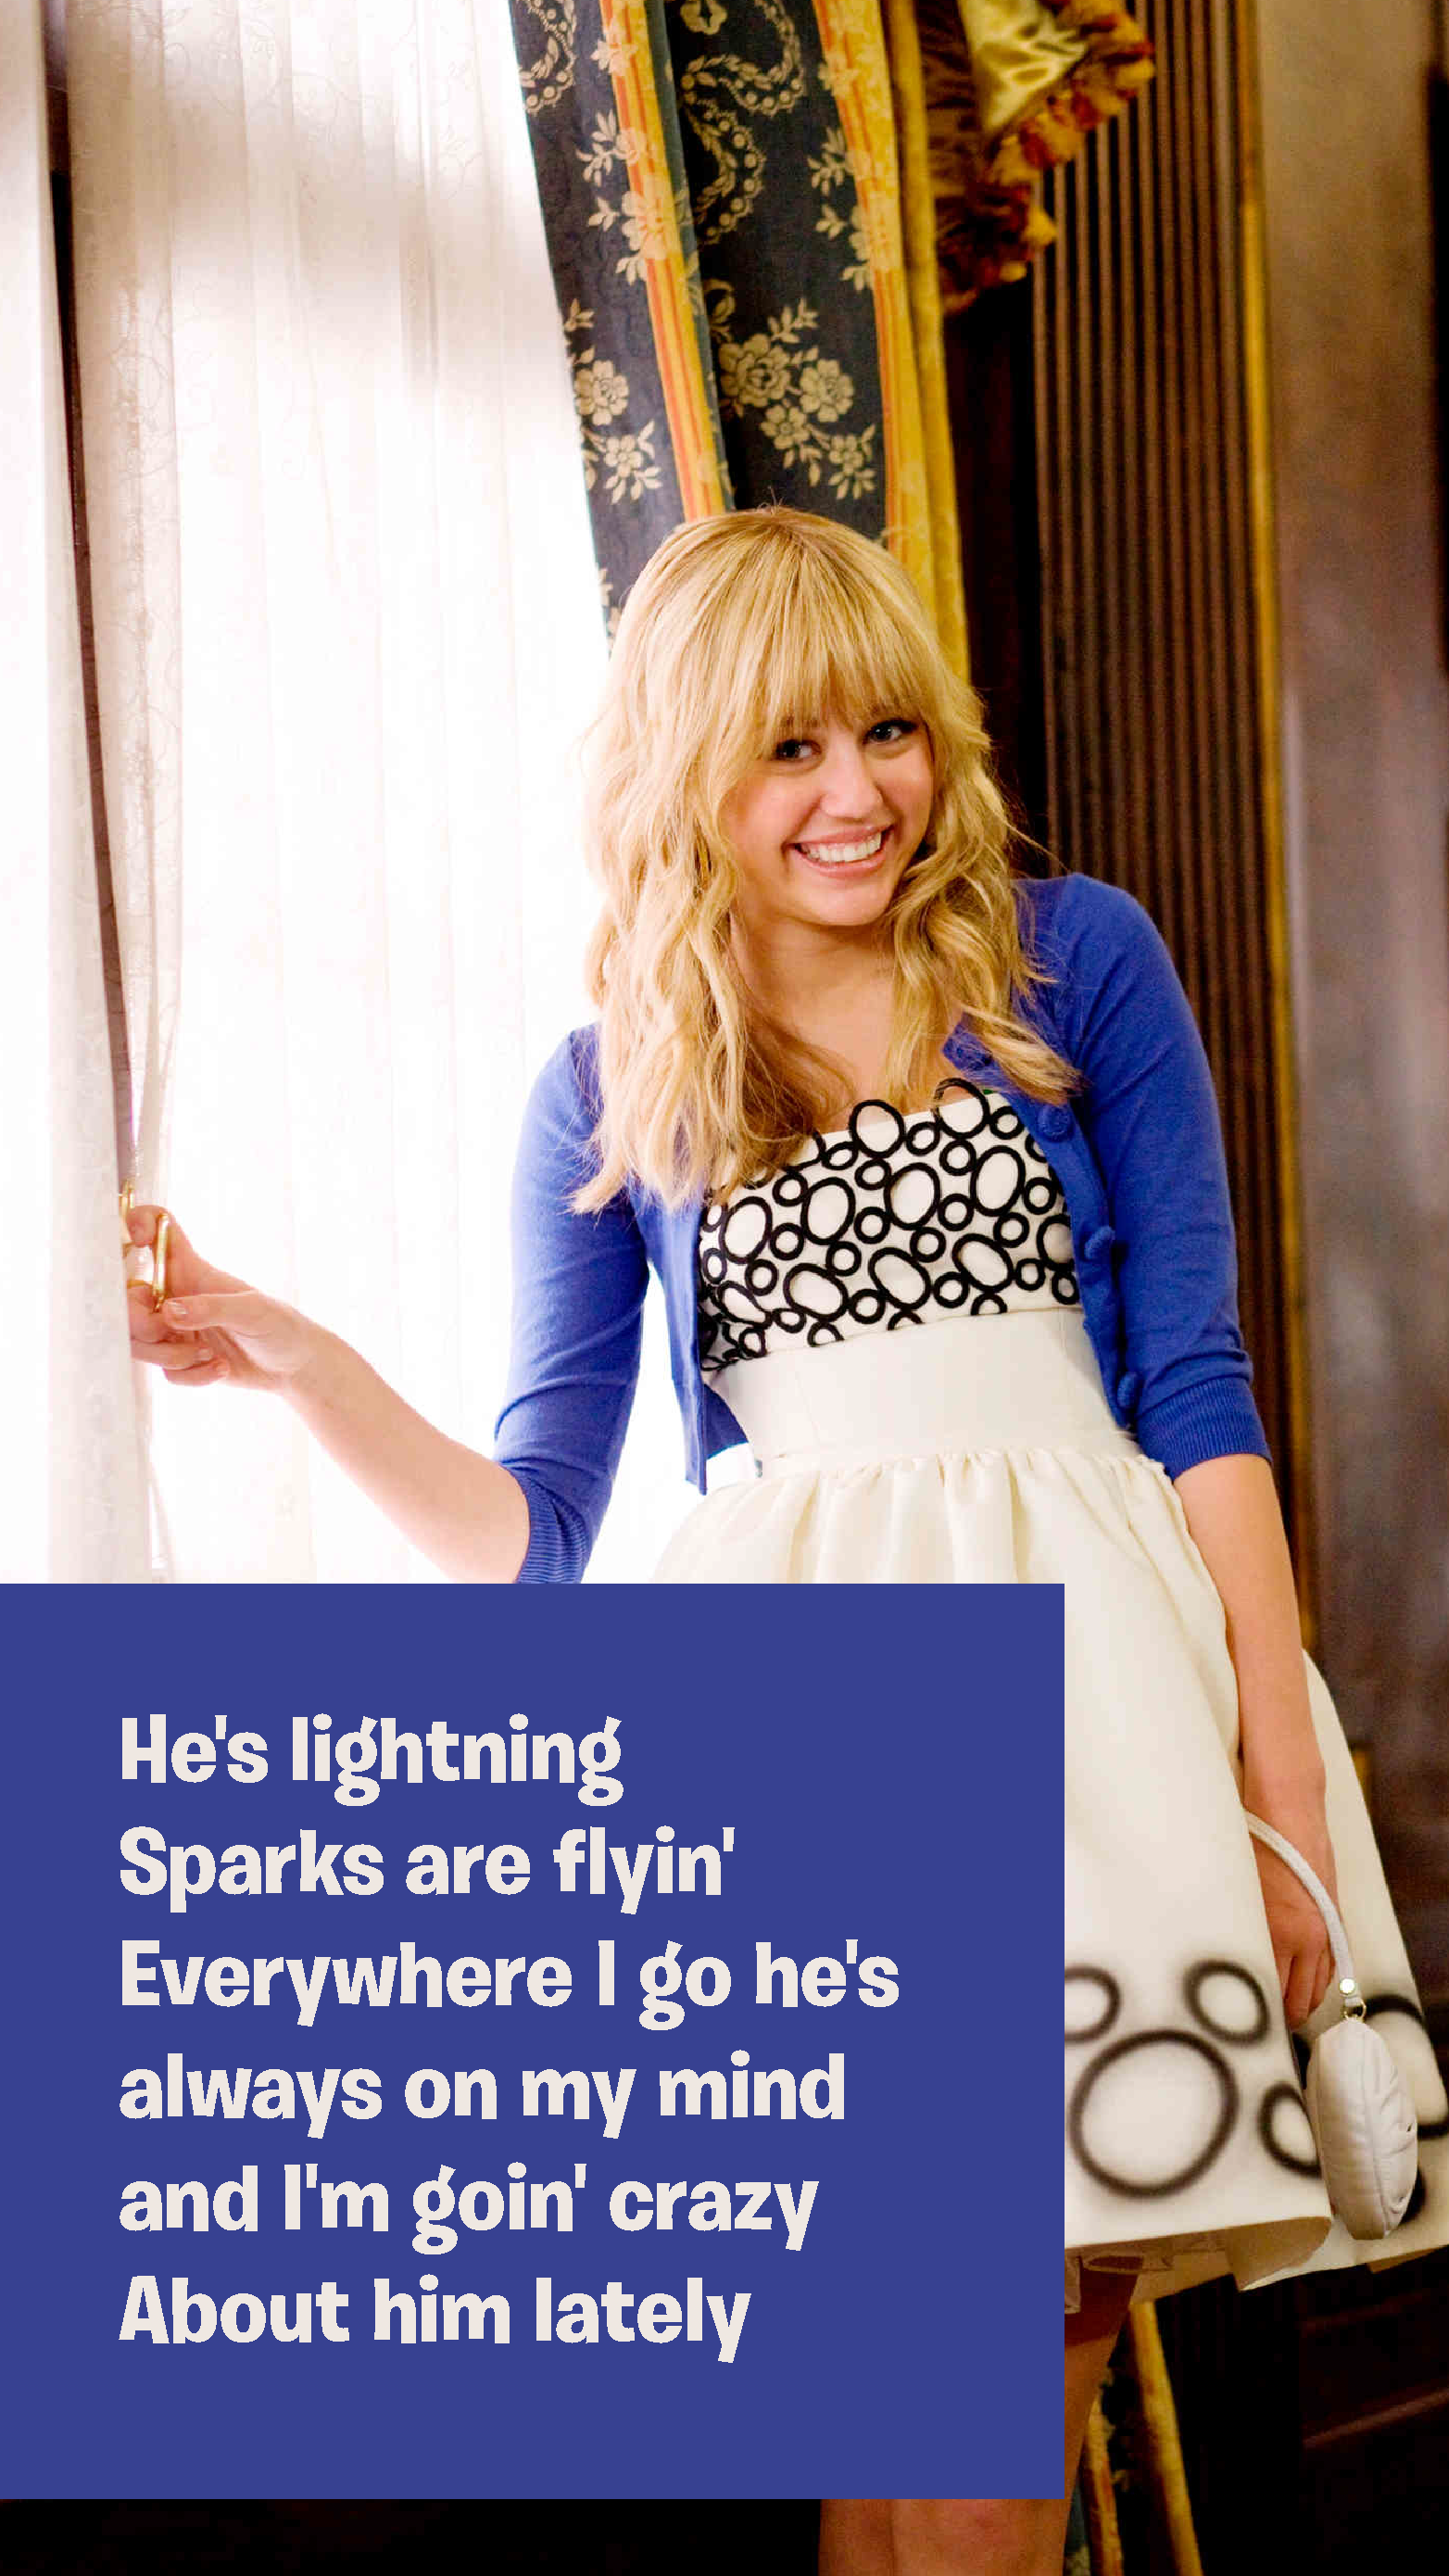 He's lightning
Sparks are flyin'
Everywhere I go he's
always on my mind
and I'm goin' crazy
About him lately